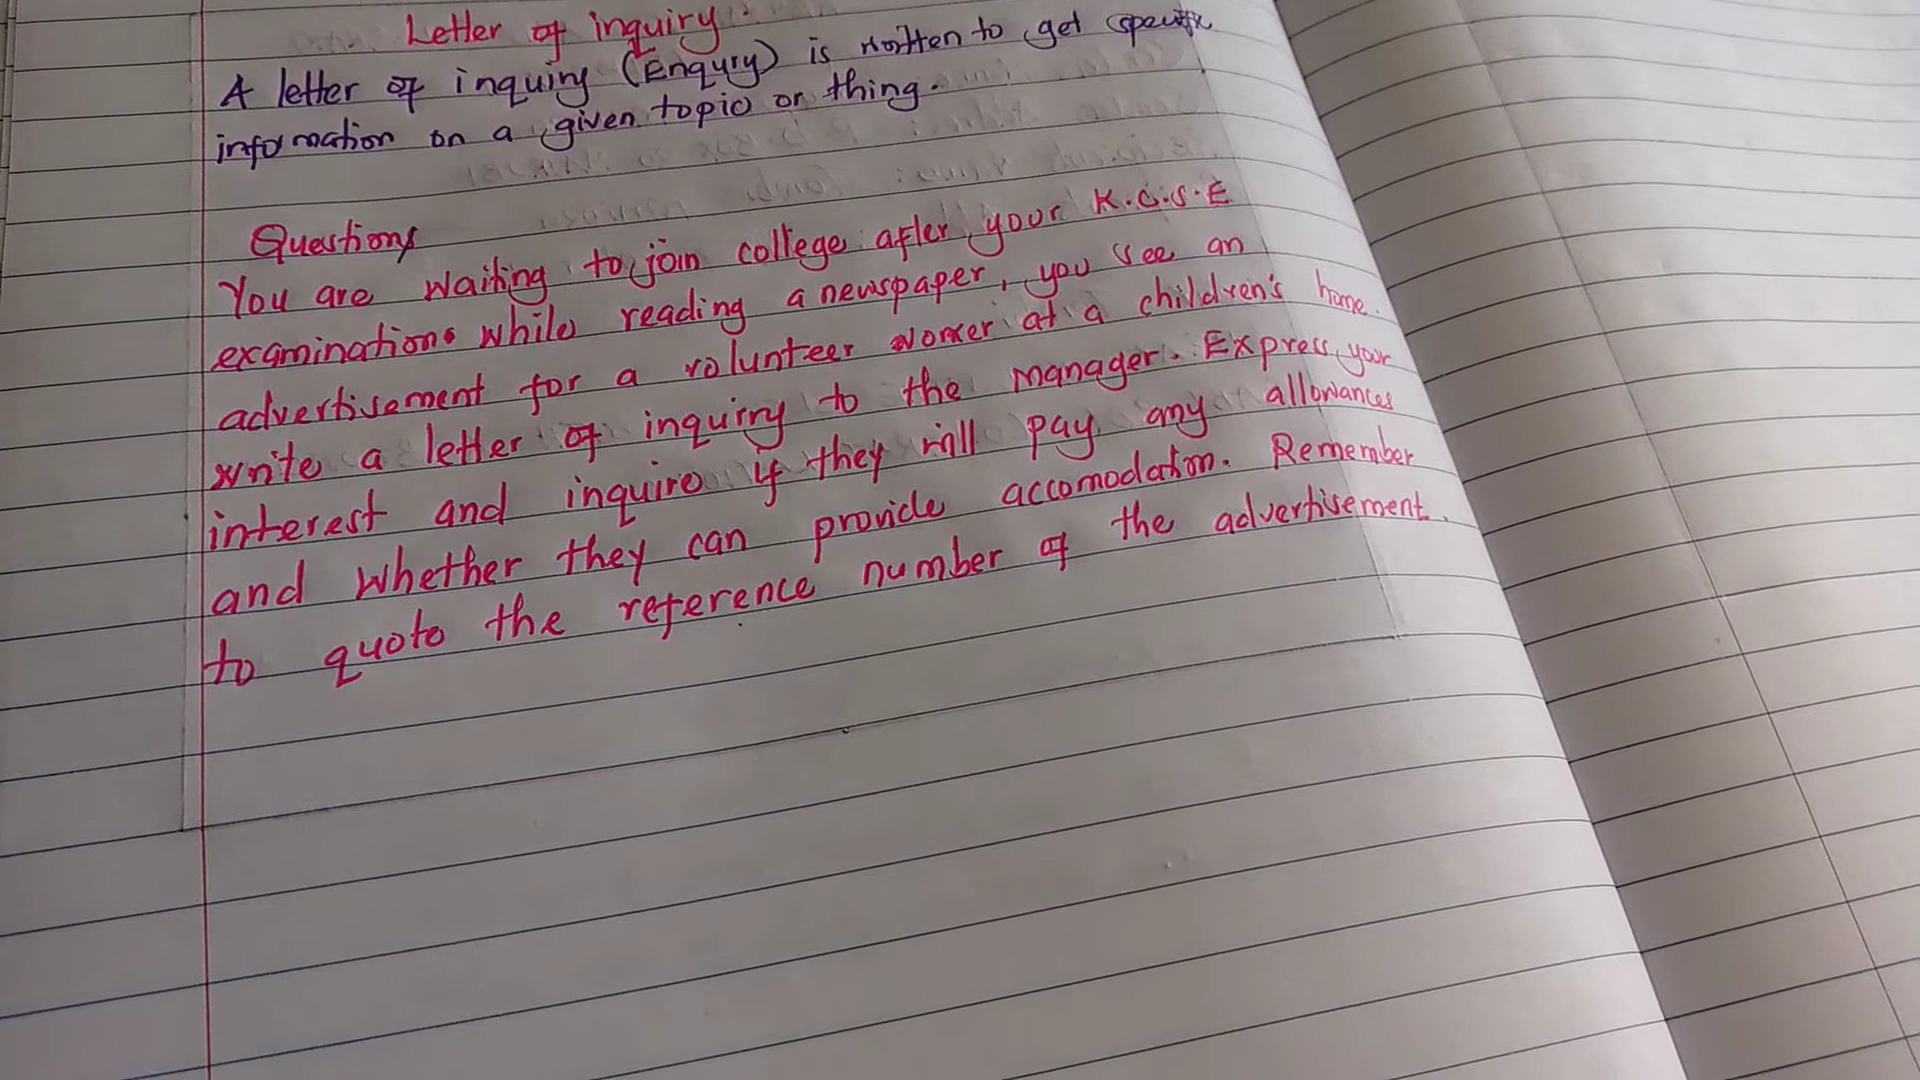 Letter of inquiry.
A letter of inquiry (Enqury) is written to get specific
information on a given topic or thing.
Questions
You are waiting to join college after your K.C.S.E
examination. While reading a newspaper, you see an
advertisement for a volunteer worker at a children's home.
write a letter of inquiry to the manager. Express your
interest and inquire if they will pay any allowances
and whether they can provide accomodation. Remember
to quote the reference number of the advertisement.